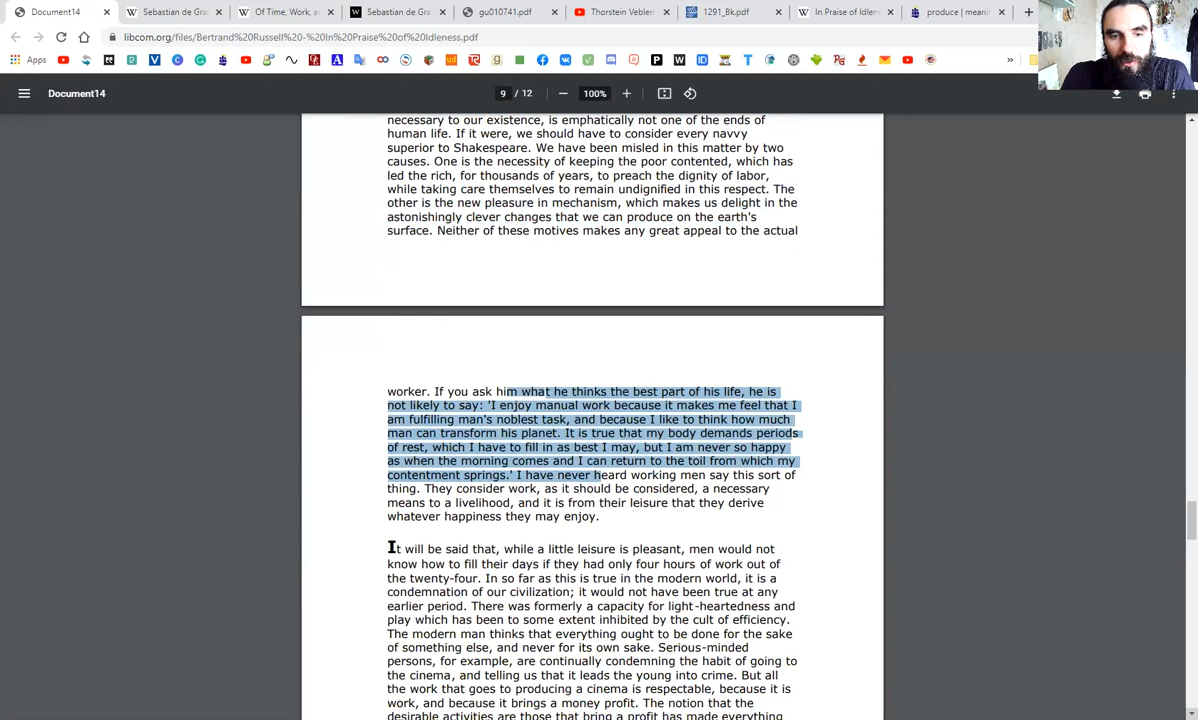 Document14
Sebastian de Gra
Of Time, Work, a
Sebastian de Gra
gu010741.pdf
Thorstein Veblen
1291_Bk.pdf
In Praise of Idlen
produce | meanin
libcom.org/files/Bertrand%20Russell%20-%20In%20Praise%20of%20Idleness.pdf
Apps
Document14
9 / 12
100%
necessary to our existence, is emphatically not one of the ends of
human life. If it were, we should have to consider every navvy
superior to Shakespeare. We have been misled in this matter by two
causes. One is the necessity of keeping the poor contented, which has
led the rich, for thousands of years, to preach the dignity of labor,
while taking care themselves to remain undignified in this respect. The
other is the new pleasure in mechanism, which makes us delight in the
astonishingly clever changes that we can produce on the earth's
surface. Neither of these motives makes any great appeal to the actual
worker. If you ask him what he thinks the best part of his life, he is
not likely to say: 'I enjoy manual work because it makes me feel that I
am fulfilling man's noblest task, and because I like to think how much
man can transform his planet. It is true that my body demands periods
of rest, which I have to fill in as best I may, but I am never so happy
as when the morning comes and I can return to the toil from which my
contentment springs.' I have never heard working men say this sort of
thing. They consider work, as it should be considered, a necessary
means to a livelihood, and it is from their leisure that they derive
whatever happiness they may enjoy.
It will be said that, while a little leisure is pleasant, men would not
know how to fill their days if they had only four hours of work out of
the twenty-four. In so far as this is true in the modern world, it is a
condemnation of our civilization; it would not have been true at any
earlier period. There was formerly a capacity for light-heartedness and
play which has been to some extent inhibited by the cult of efficiency.
The modern man thinks that everything ought to be done for the sake
of something else, and never for its own sake. Serious-minded
persons, for example, are continually condemning the habit of going to
the cinema, and telling us that it leads the young into crime. But all
the work that goes to producing a cinema is respectable, because it is
work, and because it brings a money profit. The notion that the
desirable activities are those that bring a profit has made everything